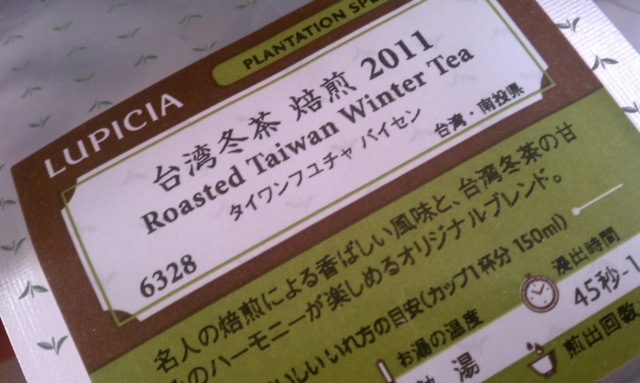 PLANTATION SPE
LUPICIA
台湾冬茶 焙煎 2011
Roasted Taiwan Winter Tea
タイワンフユチャ バイセン
台湾・南投県
6328
名人の焙煎による香ばしい風味と、台湾冬茶の甘
のハーモニーが楽しめるオリジナルブレンド。
いしい いれ方の目安(カップ1杯分 150ml)
お湯の温度
熱 湯
浸出時間
45秒-1
煎出回数